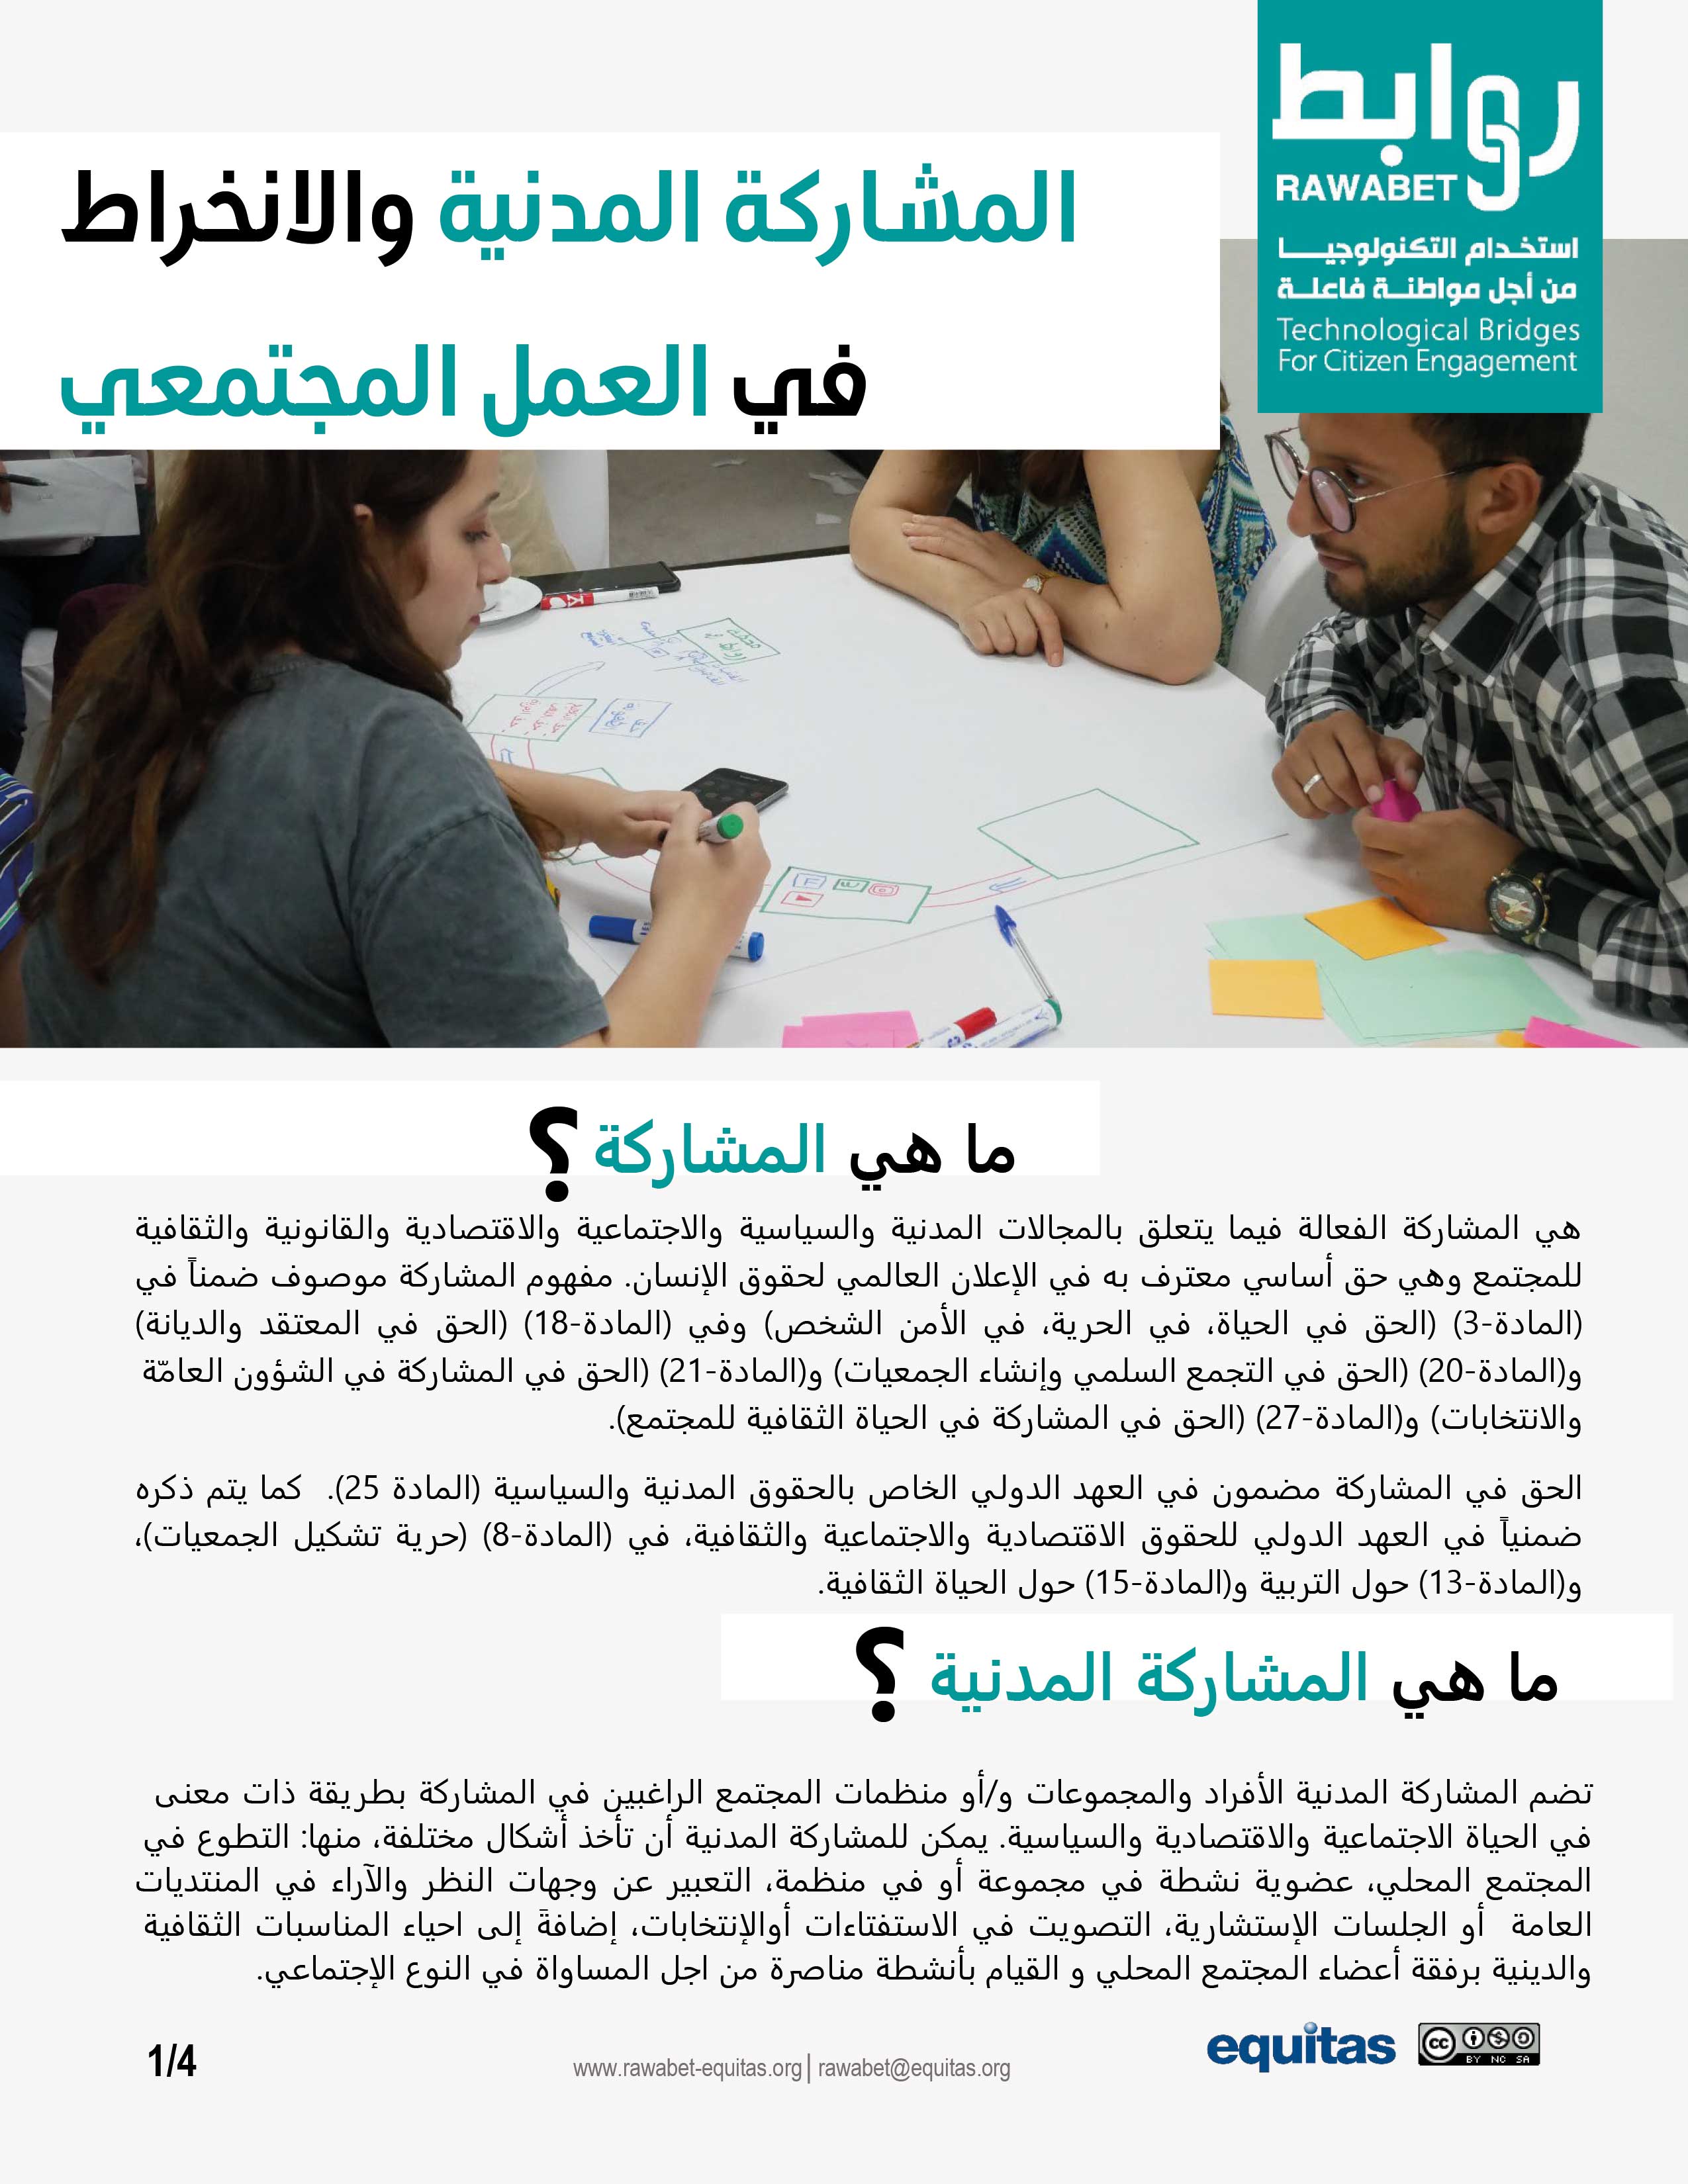 روابط
RAWABET
استخدام التكنولوجيا
من أجل مواطنة فاعلة
Technological Bridges
For Citizen Engagement
المشاركة المدنية والانخراط
في العمل المجتمعي
ما هي المشاركة؟
هي المشاركة الفعالة فيما يتعلق بالمجالات المدنية والسياسية والاجتماعية والاقتصادية والقانونية والثقافية
للمجتمع وهي حق أساسي معترف به في الإعلان العالمي لحقوق الإنسان. مفهوم المشاركة موصوف ضمناً في
(المادة-3) (الحق في الحياة، في الحرية، في الأمن الشخص) وفي (المادة-18) (الحق في المعتقد والديانة)
و(المادة-20) (الحق في التجمع السلمي وإنشاء الجمعيات) و(المادة-21) (الحق في المشاركة في الشؤون العامّة
والانتخابات) و(المادة-27) (الحق في المشاركة في الحياة الثقافية للمجتمع).
الحق في المشاركة مضمون في العهد الدولي الخاص بالحقوق المدنية والسياسية (المادة 25). كما يتم ذكره
ضمنياً في العهد الدولي للحقوق الاقتصادية والاجتماعية والثقافية، في (المادة-8) (حرية تشكيل الجمعيات)،
و(المادة-13) حول التربية و(المادة-15) حول الحياة الثقافية.
ما هي المشاركة المدنية ؟
تضم المشاركة المدنية الأفراد والمجموعات و/أو منظمات المجتمع الراغبين في المشاركة بطريقة ذات معنى
في الحياة الاجتماعية والاقتصادية والسياسية. يمكن للمشاركة المدنية أن تأخذ أشكال مختلفة، منها: التطوع في
المجتمع المحلي، عضوية نشطة في مجموعة أو في منظمة، التعبير عن وجهات النظر والآراء في المنتديات
العامة أو الجلسات الإستشارية، التصويت في الاستفتاءات أوالإنتخابات، إضافةً إلى احياء المناسبات الثقافية
والدينية برفقة أعضاء المجتمع المحلي و القيام بأنشطة مناصرة من اجل المساواة في النوع الإجتماعي.
1/4
www.rawabet-equitas.org | rawabet@equitas.org
equitas
cc BY NC SA